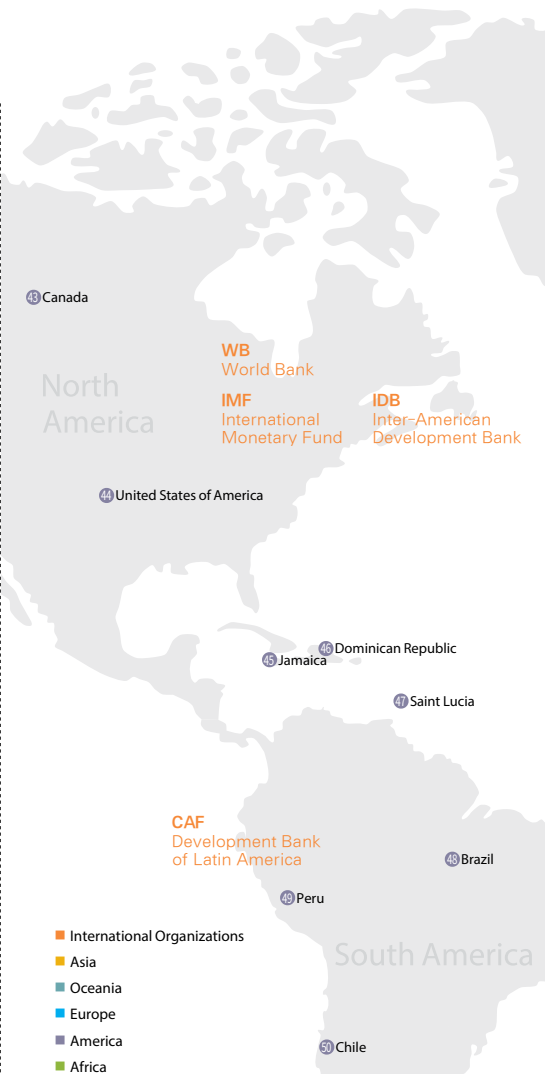 43 Canada
WB
World Bank
North
America
IMF
International
Monetary Fund
IDB
Inter-American
Development Bank
44 United States of America
46 Dominican Republic
45 Jamaica
47 Saint Lucia
CAF
Development Bank
of Latin America
48 Brazil
49 Peru
South America
International Organizations
Asia
Oceania
Europe
America
Africa
50 Chile